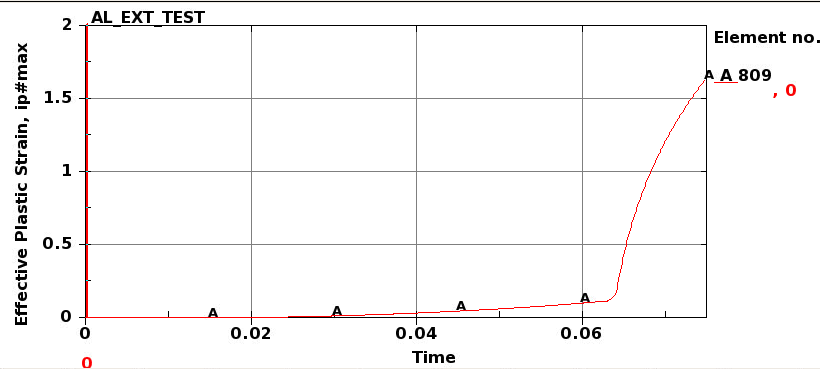 AL_EXT_TEST
Element no.
A 809
, 0
Effective Plastic Strain, ip#max
2
1.5
1
0.5
0
A
A
A
A
A
0
0.02
0.04
0.06
Time
0